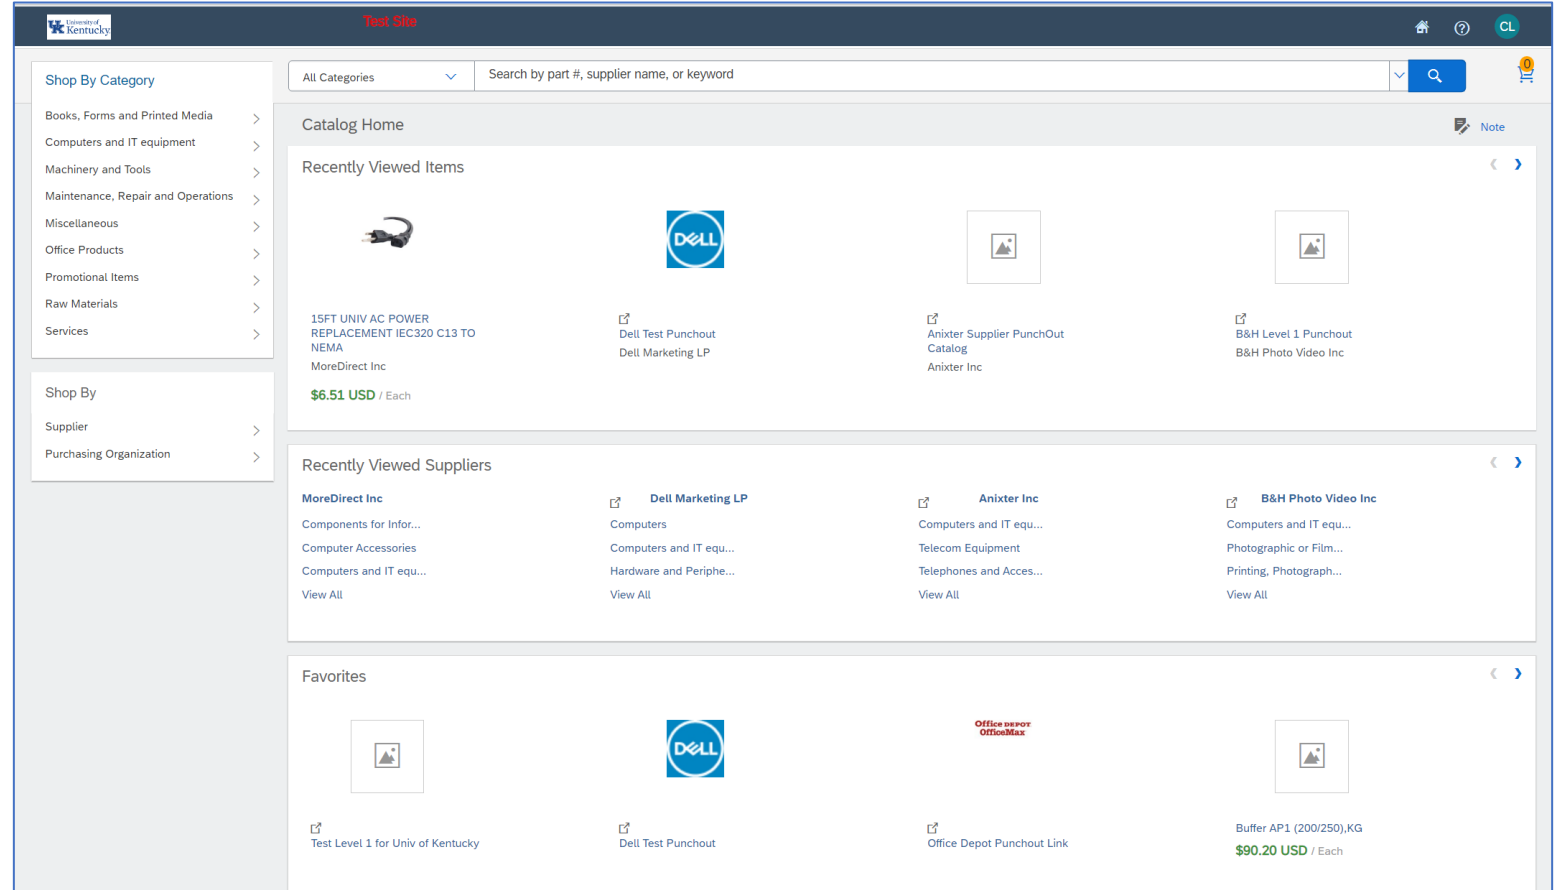 University of
Kentucky
Test Site
CL
Shop By Category
Books, Forms and Printed Media
Computers and IT equipment
Machinery and Tools
Maintenance, Repair and Operations
Miscellaneous
Office Products
Promotional Items
Raw Materials
Services
Shop By
Supplier
Purchasing Organization
All Categories
Search by part #, supplier name, or keyword
0
Catalog Home
Note
Recently Viewed Items
15FT UNIV AC POWER
REPLACEMENT IEC320 C13 TO
NEMA
MoreDirect Inc
$6.51 USD / Each
DELL
Dell Test Punchout
Dell Marketing LP
Anixter Supplier PunchOut
Catalog
Anixter Inc
B&H Level 1 Punchout
B&H Photo Video Inc
Recently Viewed Suppliers
MoreDirect Inc
Components for Infor...
Computer Accessories
Computers and IT equ...
View All
Dell Marketing LP
Computers
Computers and IT equ...
Hardware and Periphe...
View All
Anixter Inc
Computers and IT equ...
Telecom Equipment
Telephones and Acces...
View All
B&H Photo Video Inc
Computers and IT equ...
Photographic or Film...
Printing, Photograph...
View All
Favorites
Test Level 1 for Univ of Kentucky
DELL
Dell Test Punchout
Office DEPOT
OfficeMax
Office Depot Punchout Link
Buffer AP1 (200/250),KG
$90.20 USD / Each